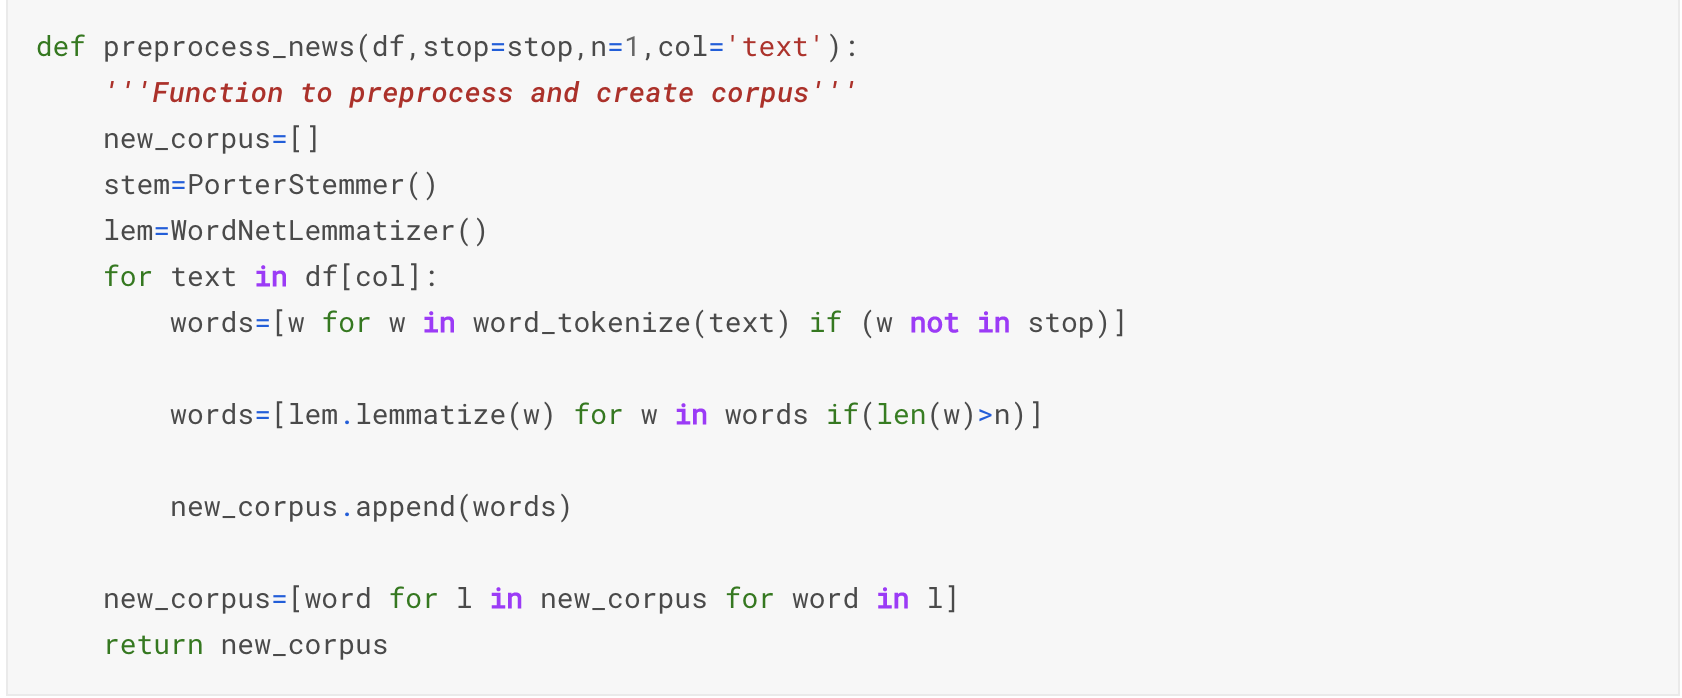 def preprocess_news(df,stop=stop,n=1,col='text'):
    '''Function to preprocess and create corpus'''
    new_corpus=[]
    stem=PorterStemmer()
    lem=WordNetLemmatizer()
    for text in df[col]:
        words=[w for w in word_tokenize(text) if (w not in stop)]
        words=[lem.lemmatize(w) for w in words if(len(w)>n)]
        new_corpus.append(words)
    new_corpus=[word for l in new_corpus for word in l]
    return new_corpus